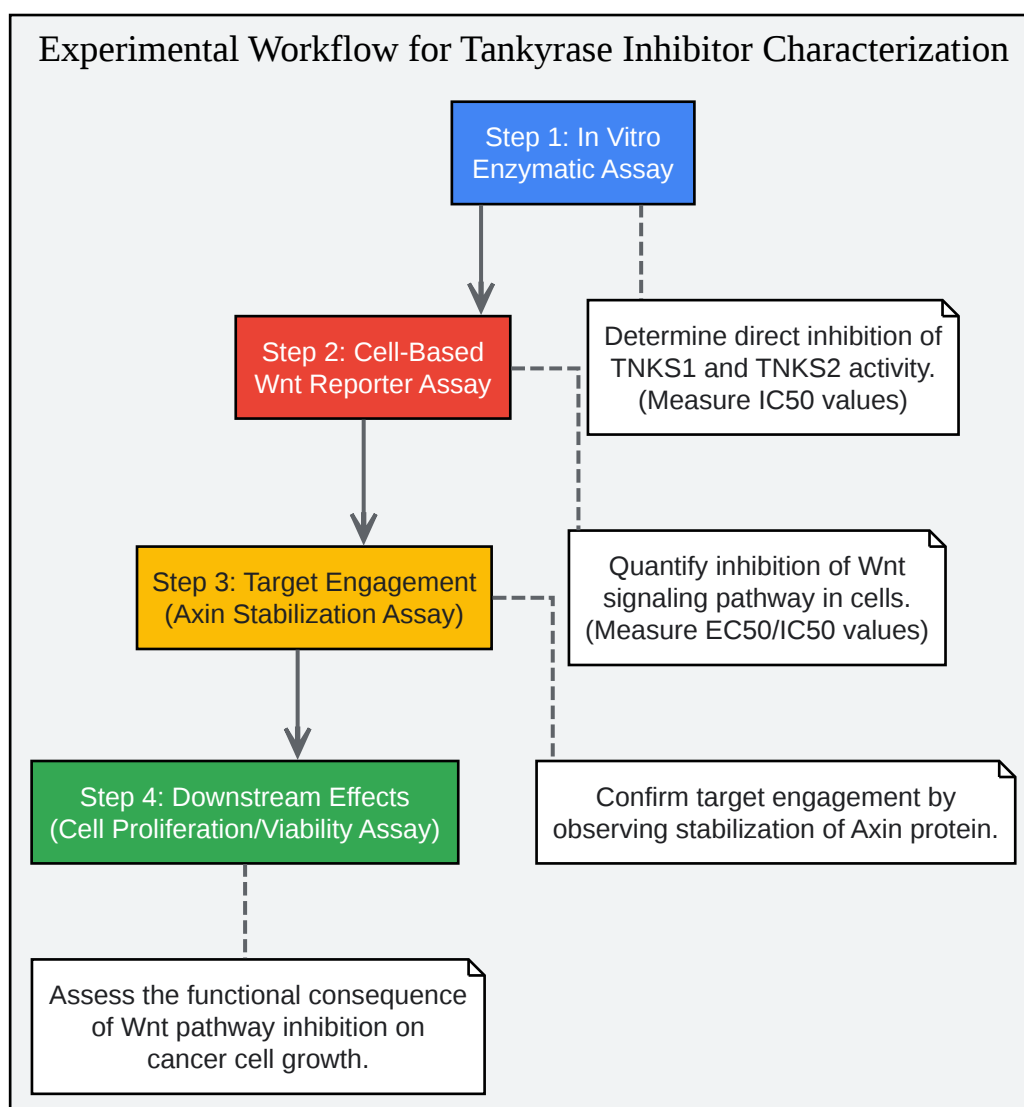 Experimental Workflow for Tankyrase Inhibitor Characterization
Step 1: In Vitro
Enzymatic Assay
Determine direct inhibition of
TNKS1 and TNKS2 activity.
(Measure IC50 values)
Step 2: Cell-Based
Wnt Reporter Assay
Quantify inhibition of Wnt
signaling pathway in cells.
(Measure EC50/IC50 values)
Step 3: Target Engagement
(Axin Stabilization Assay)
Confirm target engagement by
observing stabilization of Axin protein.
Step 4: Downstream Effects
(Cell Proliferation/Viability Assay)
Assess the functional consequence
of Wnt pathway inhibition on
cancer cell growth.